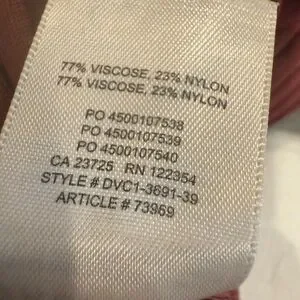 77% VISCOSE, 23% NYLON
77% VISCOSE, 23% NYLON
PO 4500107538
PO 4500107539
PO 4500107540
CA 23725 RN 122354
STYLE # DVC1-3691-39
ARTICLE # 73969